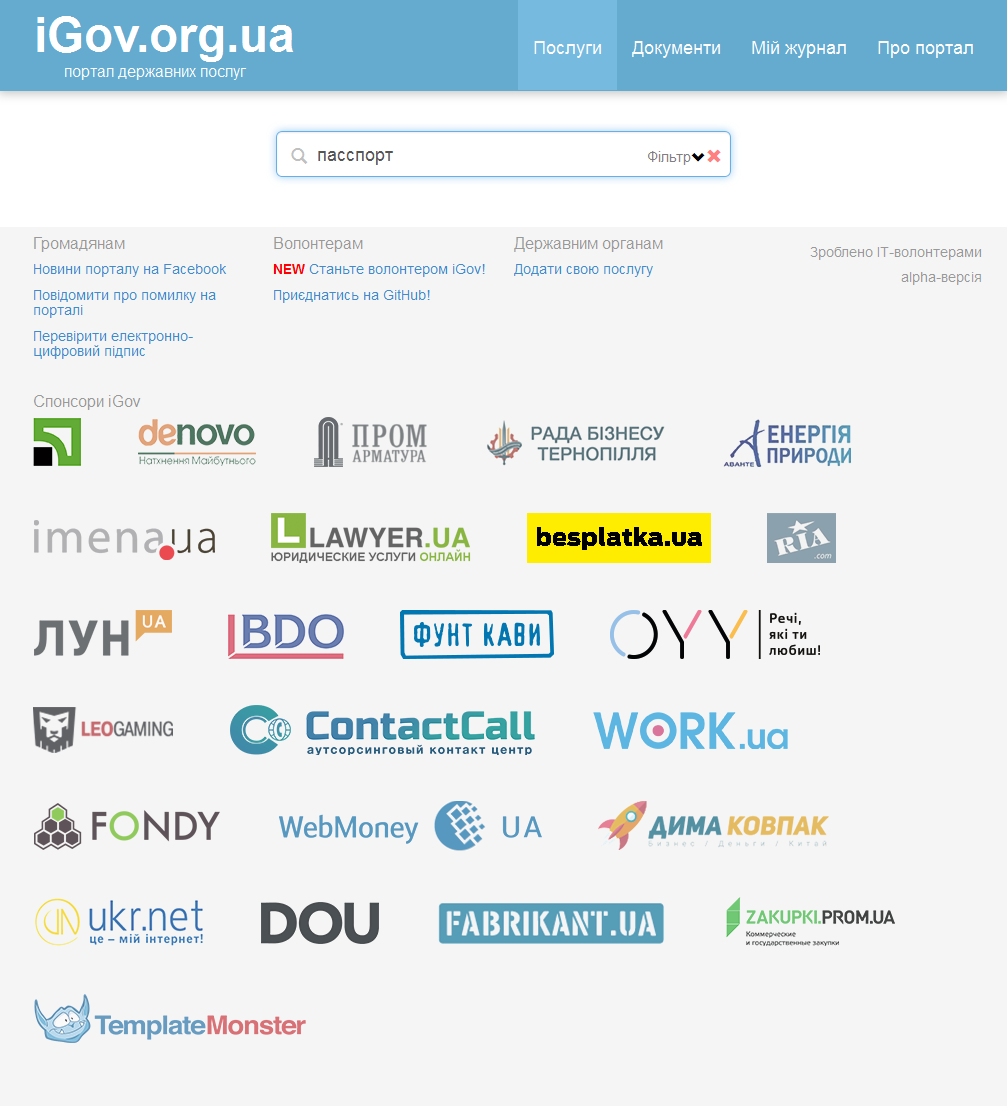 iGov.org.ua
портал державних послуг
Послуги
Документи
Мій журнал
Про портал
пасспорт
Фільтр
Громадянам
Новини порталу на Facebook
Повідомити про помилку на
порталі
Перевірити електронно-
цифровий підпис
Волонтерам
NEW Станьте волонтером iGov!
Приєднатись на GitHub!
Державним органам
Додати свою послугу
Зроблено ІТ-волонтерами
alpha-версія
Спонсори iGov
denovo
Натхнення Майбутнього
ПРОМ
АРМАТУРА
РАДА БІЗНЕСУ
ТЕРНОПІЛЛЯ
АВАНТЕ
ЕНЕРГІЯ
ПРИРОДИ
imena.ua
L LAWYER.UA
ЮРИДИЧЕСКИЕ УСЛУГИ ОНЛАЙН
besplatka.ua
RIA
.com
ЛУН UA
BDO
ФУНТ КАВИ
OYY
Речі,
які ти
любиш!
LEOGAMING
ContactCall
аутсорсинговый контакт центр
WORK.ua
FONDY
WebMoney UA
ДИМА КОВПАК
Бизнес / Деньги / Китай
ukr.net
це – мій інтернет!
DOU
FABRIKANT.UA
ZAKUPKI.PROM.UA
Коммерческие
и государственные закупки
TemplateMonster